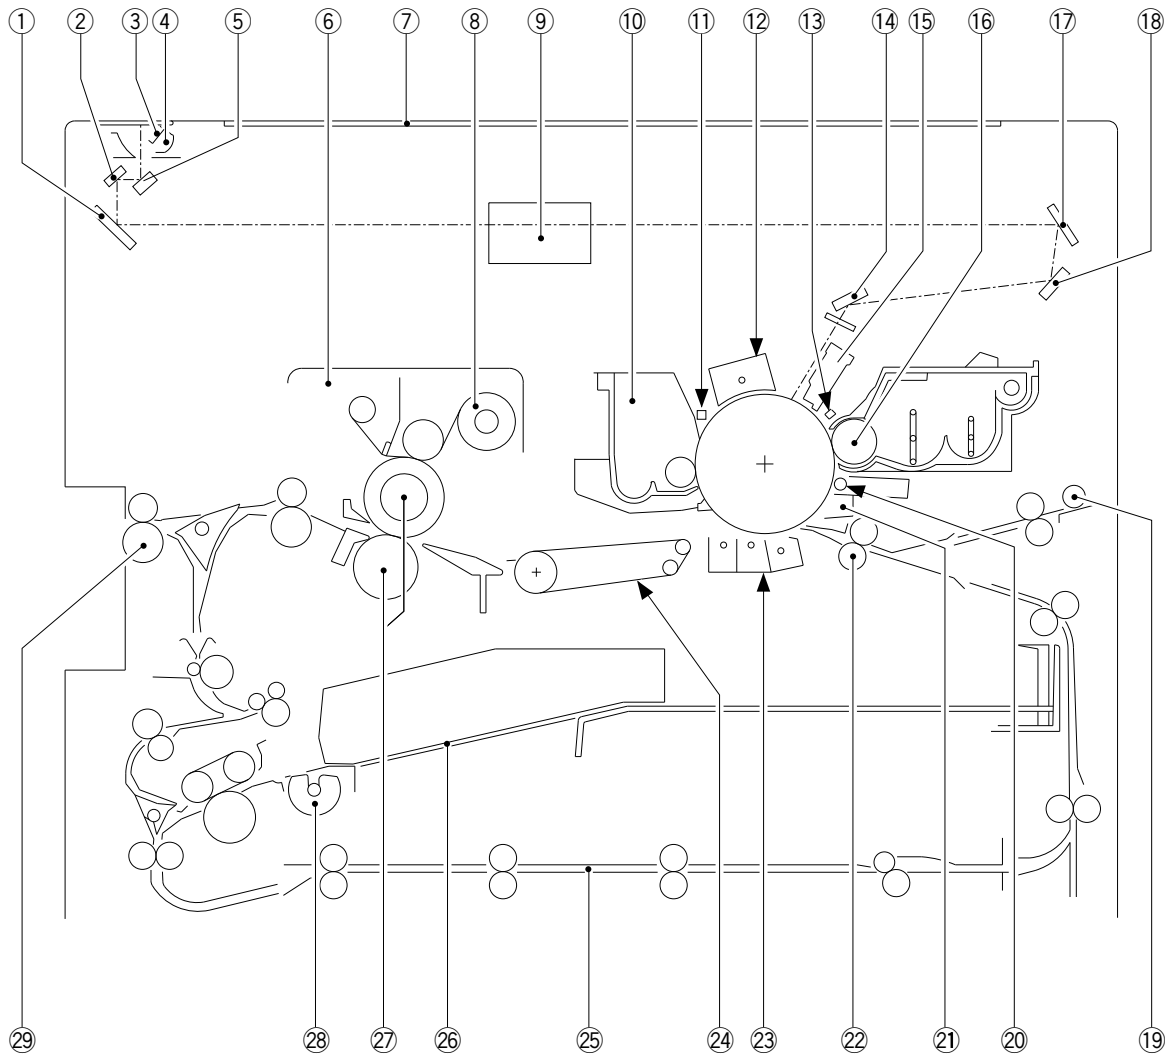 ① ② ③ ④ ⑤ ⑥ ⑦ ⑧ ⑨ ⑩ ⑪ ⑫ ⑬ ⑭ ⑮ ⑯ ⑰ ⑱
㉙ ㉘ ㉗ ㉖ ㉕ ㉔ ㉓ ㉒ ㉑ ⑳ ⑲